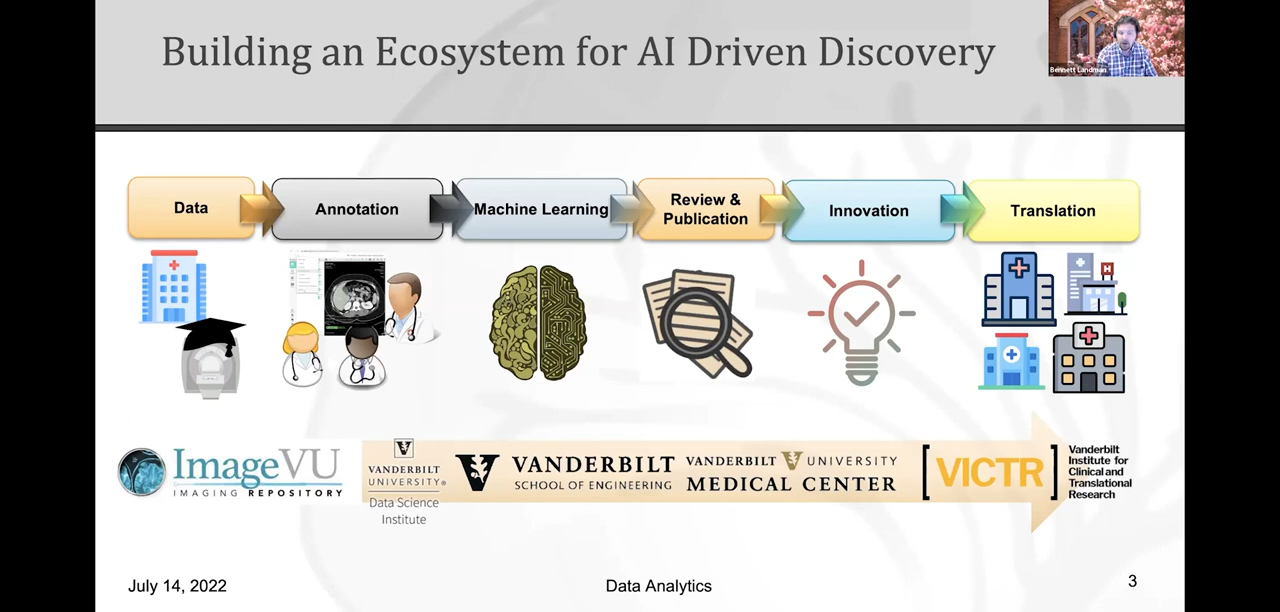 Building an Ecosystem for AI Driven Discovery
Bennett Landman
Data
Annotation
Machine Learning
Review &
Publication
Innovation
Translation
H
ImageVU
IMAGING REPOSITORY
V
VANDERBILT
UNIVERSITY®
Data Science
Institute
V
VANDERBILT
SCHOOL OF ENGINEERING
VANDERBILT V UNIVERSITY
MEDICAL CENTER
[VICTR]
Vanderbilt
Institute for
Clinical and
Translational
Research
July 14, 2022
Data Analytics
3